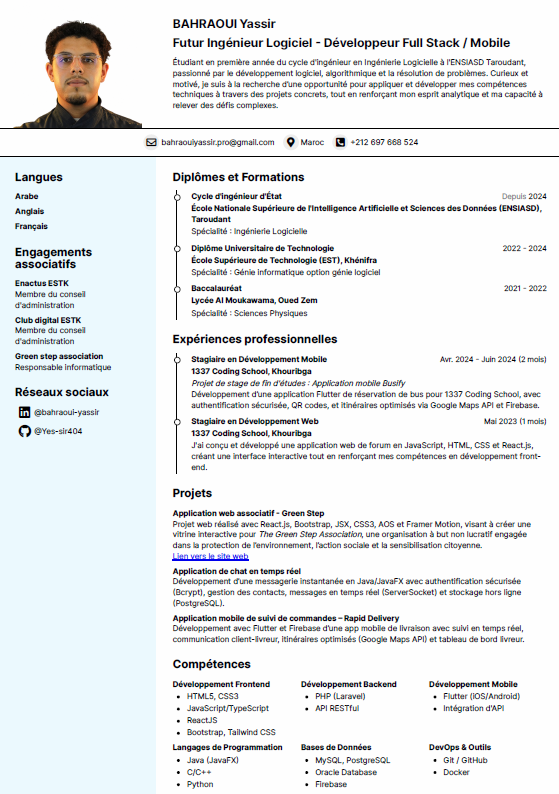 BAHRAOUI Yassir
Futur Ingénieur Logiciel - Développeur Full Stack / Mobile
Étudiant en première année du cycle d'ingénieur en Ingénierie Logicielle à l'ENSIASD Taroudant,
passionné par le développement logiciel, algorithmique et la résolution de problèmes. Curieux et
motivé, je suis à la recherche d'une opportunité pour appliquer et développer mes compétences
techniques à travers des projets concrets, tout en renforçant mon esprit analytique et ma capacité à
relever des défis complexes.
bahraouiyassir.pro@gmail.com Maroc +212 697 668 524
Langues
Arabe
Anglais
Français
Engagements
associatifs
Enactus ESTK
Membre du conseil
d'administration
Club digital ESTK
Membre du conseil
d'administration
Green step association
Responsable informatique
Réseaux sociaux
@bahraoui-yassir
@Yes-sir404
Diplômes et Formations
Cycle d'ingénieur d'État Depuis 2024
École Nationale Supérieure de l'Intelligence Artificielle et Sciences des Données (ENSIASD),
Taroudant
Spécialité : Ingénierie Logicielle
Diplôme Universitaire de Technologie 2022 - 2024
École Supérieure de Technologie (EST), Khénifra
Spécialité : Génie informatique option génie logiciel
Baccalauréat 2021 - 2022
Lycée Al Moukawama, Oued Zem
Spécialité : Sciences Physiques
Expériences professionnelles
Stagiaire en Développement Mobile Avr. 2024 - Juin 2024 (2 mois)
1337 Coding School, Khouribga
Projet de stage de fin d'études : Application mobile Busify
Développement d'une application Flutter de réservation de bus pour 1337 Coding School, avec
authentification sécurisée, QR codes, et itinéraires optimisés via Google Maps API et Firebase.
Stagiaire en Développement Web Mai 2023 (1 mois)
1337 Coding School, Khouribga
J'ai conçu et développé une application web de forum en JavaScript, HTML, CSS et React.js,
créant une interface interactive tout en renforçant mes compétences en développement front-
end.
Projets
Application web associatif - Green Step
Projet web réalisé avec React.js, Bootstrap, JSX, CSS3, AOS et Framer Motion, visant à créer une
vitrine interactive pour The Green Step Association, une organisation à but non lucratif engagée
dans la protection de l'environnement, l'action sociale et la sensibilisation citoyenne.
Lien vers le site web
Application de chat en temps réel
Développement d'une messagerie instantanée en Java/JavaFX avec authentification sécurisée
(Bcrypt), gestion des contacts, messages en temps réel (ServerSocket) et stockage hors ligne
(PostgreSQL).
Application mobile de suivi de commandes – Rapid Delivery
Développement avec Flutter et Firebase d'une app mobile de livraison avec suivi en temps réel,
communication client-livreur, itinéraires optimisés (Google Maps API) et tableau de bord livreur.
Compétences
Développement Frontend Développement Backend Développement Mobile
• HTML5, CSS3 • PHP (Laravel) • Flutter (iOS/Android)
• JavaScript/TypeScript • API RESTful • Intégration d'API
• ReactJS
• Bootstrap, Tailwind CSS
Langages de Programmation Bases de Données DevOps & Outils
• Java (JavaFX) • MySQL, PostgreSQL • Git / GitHub
• C/C++ • Oracle Database • Docker
• Python • Firebase